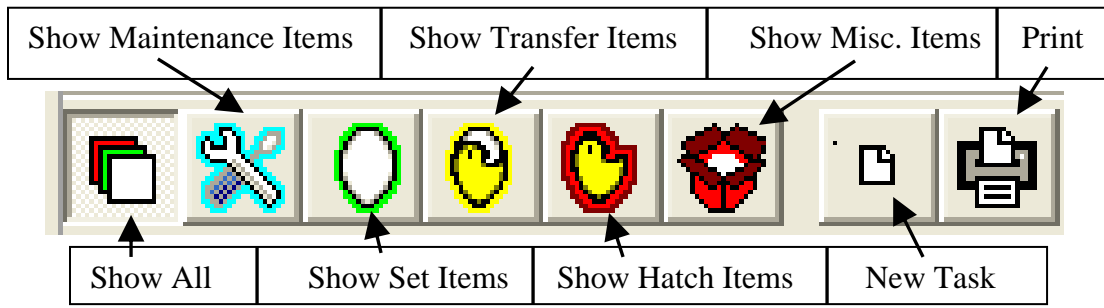 Show Maintenance Items
Show Transfer Items
Show Misc. Items
Print
Show All
Show Set Items
Show Hatch Items
New Task